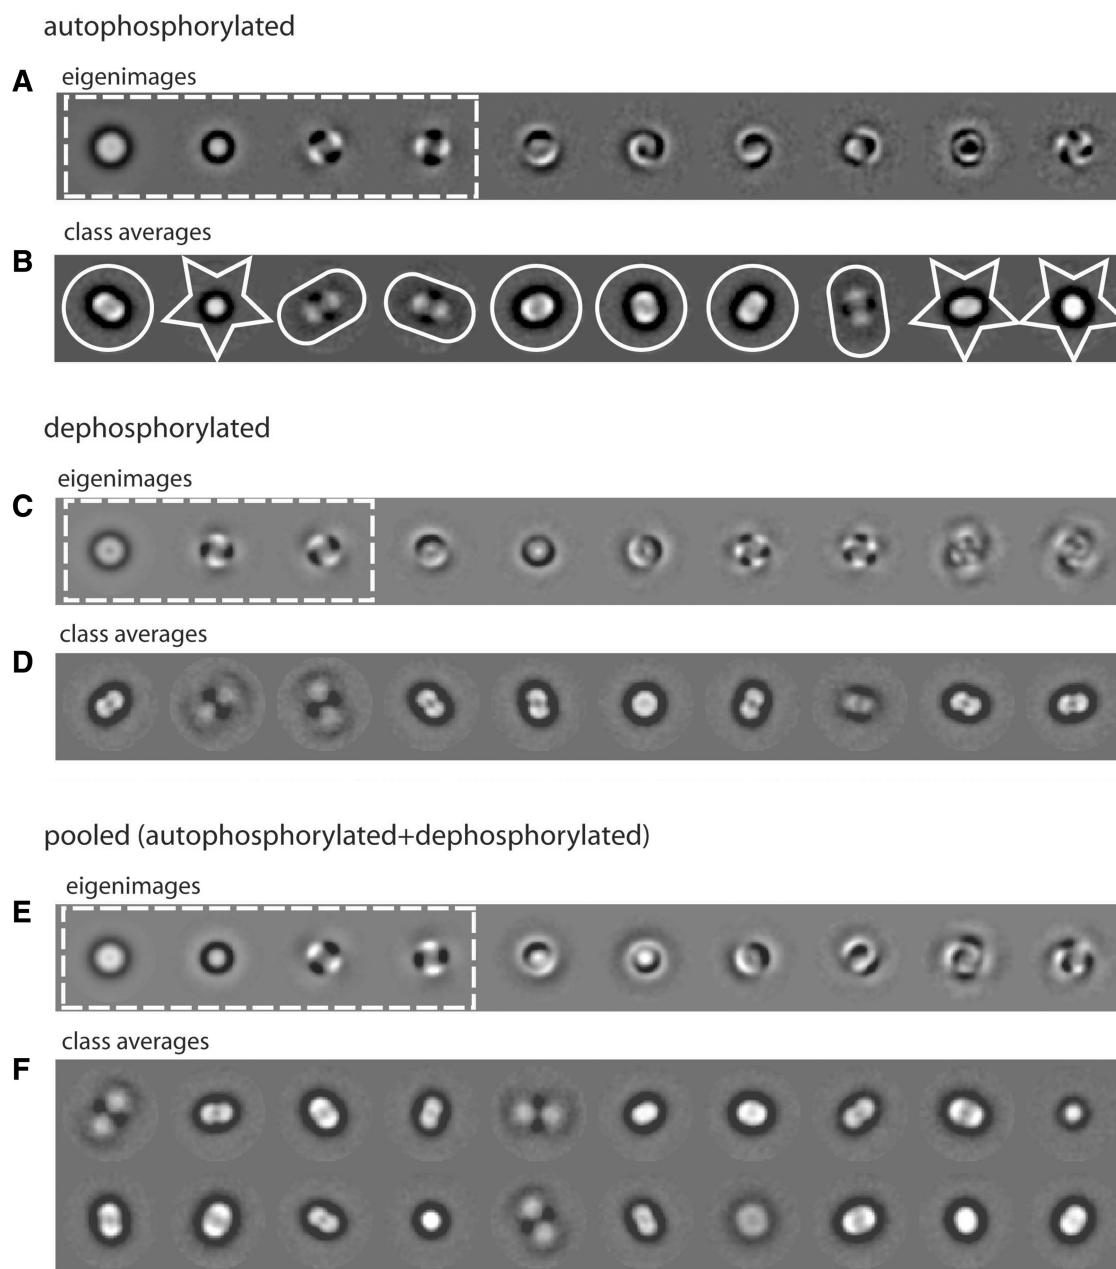 autophosphorylated
A
eigenimages
class averages
B
dephosphorylated
eigenimages
C
class averages
D
pooled (autophosphorylated+dephosphorylated)
eigenimages
E
class averages
F